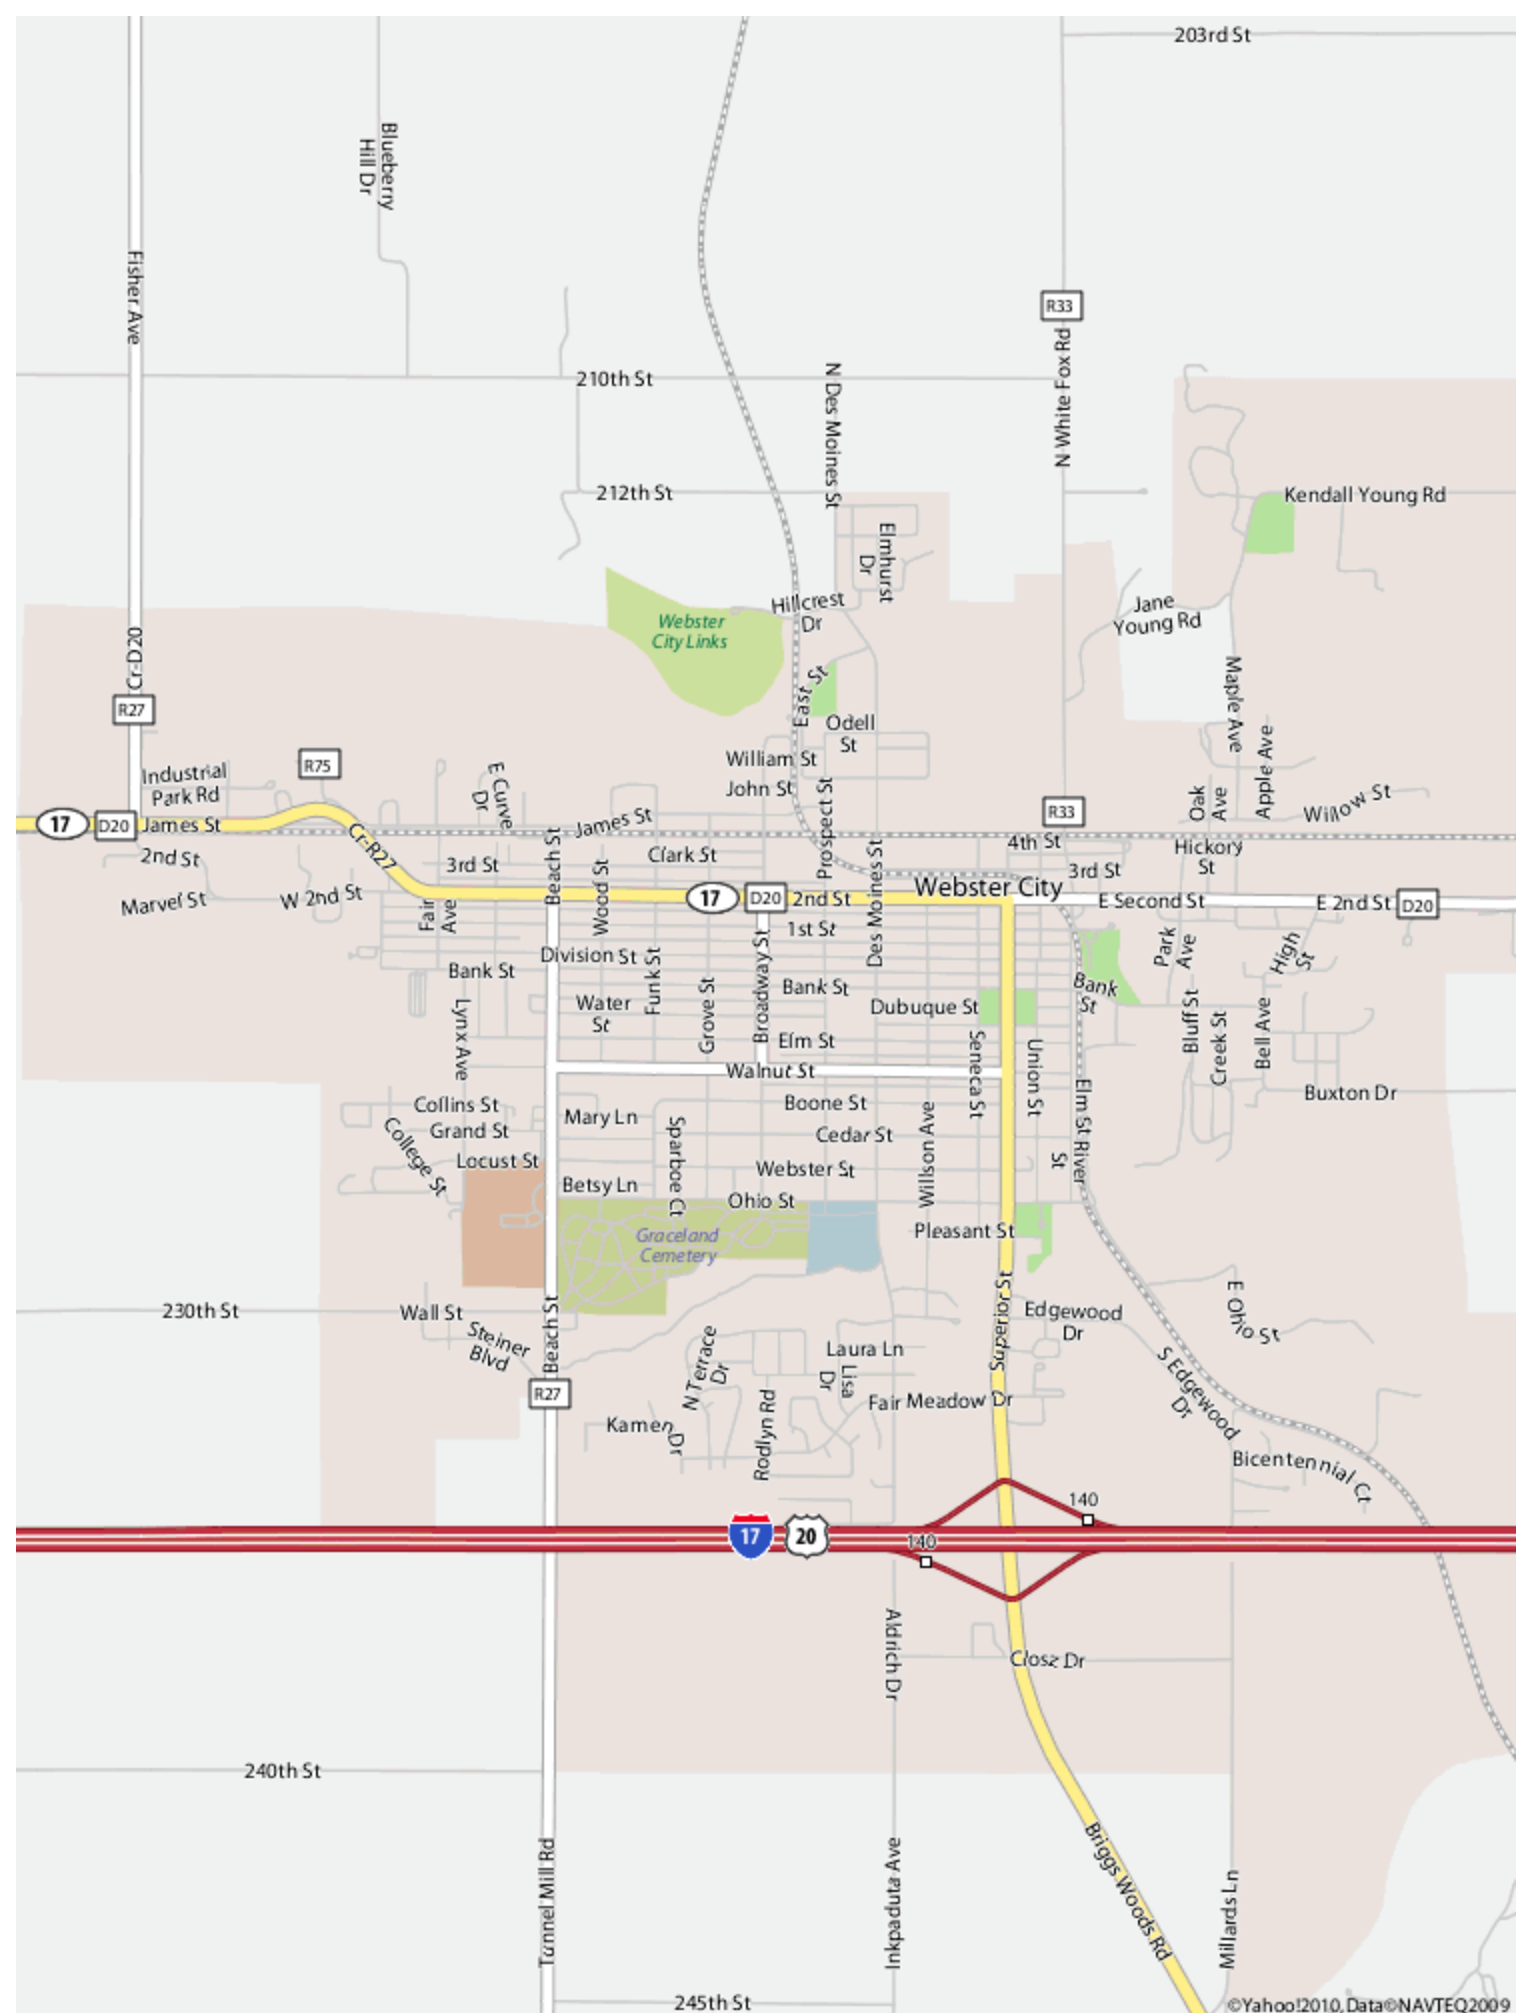 203rd St
Blueberry
Hill Dr
Fisher Ave
R33
N White Fox Rd
210th St
N Des Moines St
212th St
Kendall Young Rd
Elmhurst
Dr
Hillcrest
Dr
Jane
Young Rd
Webster
City Links
Cr-D20
East St
Maple Ave
R27
Odell
St
William St
Apple Ave
R75
Industrial
Park Rd
E Curve
Dr
John St
Prospect St
Oak
Ave
Willow St
R33
17
D20
James St
James St
Cr-R27
4th St
Hickory
St
2nd St
3rd St
Beach St
Clark St
Des Moines St
3rd St
Wood St
Webster City
Marvel St
W 2nd St
17
D20
2nd St
E Second St
E 2nd St
D20
Fair
Ave
1st St
Park
Ave
High
St
Division St
Funk St
Broadway St
Bank St
Bank St
Bank
St
Lynx Ave
Water
St
Grove St
Dubuque St
Bluff St
Creek St
Bell Ave
Elm St
Seneca St
Union St
Walnut St
Elm St River
St
Buxton Dr
Collins St
Mary Ln
Boone St
Grand St
Sparboe Ct
Cedar St
Willson Ave
College St
Locust St
Webster St
Betsy Ln
Ohio St
Graceland
Cemetery
Pleasant St
230th St
Wall St
Beach St
Superior St
Edgewood
Dr
E Ohio St
Steiner
Blvd
N Terrace
Dr
Laura Ln
Lisa
Dr
S Edgewood
Dr
R27
Fair Meadow Dr
Kamen Dr
Rodlyn Rd
Bicentennial Ct
140
17
20
140
Aldrich Dr
Closz Dr
240th St
Tunnel Mill Rd
Inkpaduta Ave
Briggs Woods Rd
Millards Ln
245th St
©Yahoo!2010, Data©NAVTEQ2009